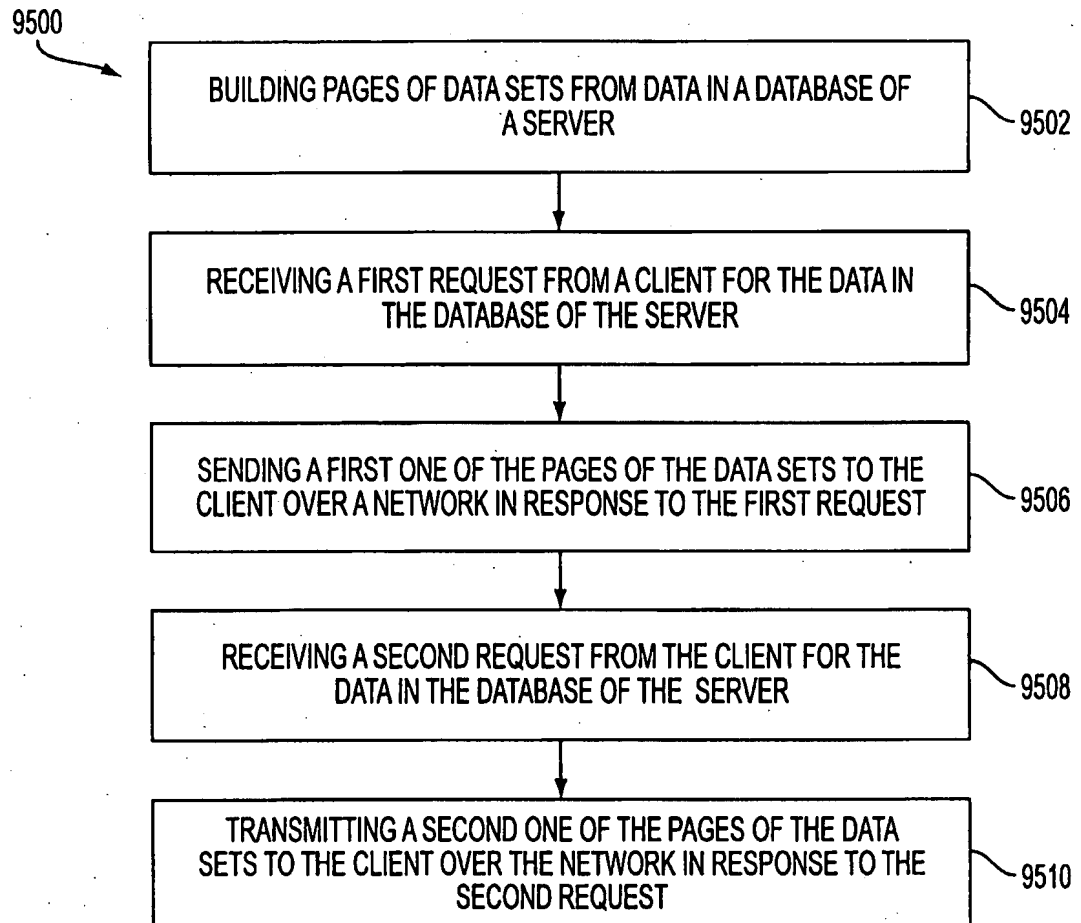 9500
BUILDING PAGES OF DATA SETS FROM DATA IN A DATABASE OF
A SERVER
9502
RECEIVING A FIRST REQUEST FROM A CLIENT FOR THE DATA IN
THE DATABASE OF THE SERVER
9504
SENDING A FIRST ONE OF THE PAGES OF THE DATA SETS TO THE
CLIENT OVER A NETWORK IN RESPONSE TO THE FIRST REQUEST
9506
RECEIVING A SECOND REQUEST FROM THE CLIENT FOR THE
DATA IN THE DATABASE OF THE SERVER
9508
TRANSMITTING A SECOND ONE OF THE PAGES OF THE DATA
SETS TO THE CLIENT OVER THE NETWORK IN RESPONSE TO THE
SECOND REQUEST
9510